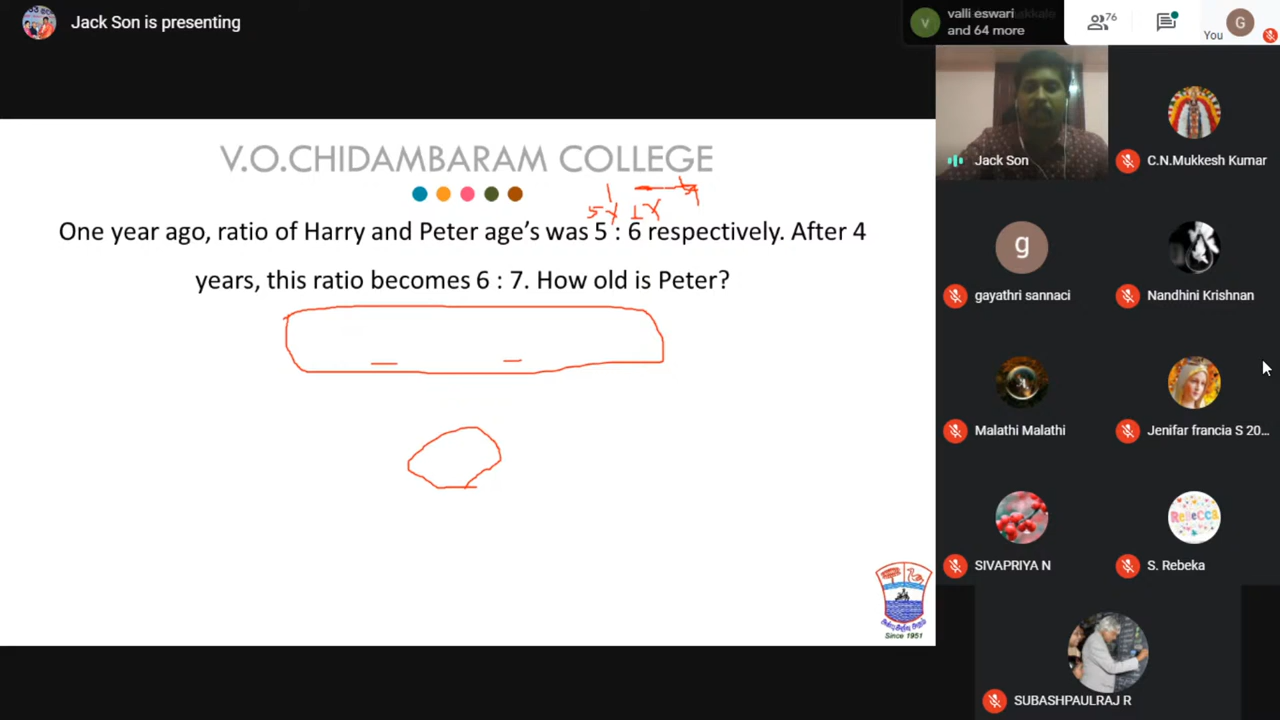 Jack Son is presenting
valli eswari
and 64 more
76
You
G
V
V.O.CHIDAMBARAM COLLEGE
5x
One year ago, ratio of Harry and Peter age's was 5 : 6 respectively. After 4
years, this ratio becomes 6 : 7. How old is Peter?
Since 1951
Jack Son
C.N.Mukkesh Kumar
g
gayathri sannaci
Nandhini Krishnan
Malathi Malathi
Jenifar francia S 20...
SIVAPRIYA N
ReBeCCa
S. Rebeka
SUBASHPAULRAJ R